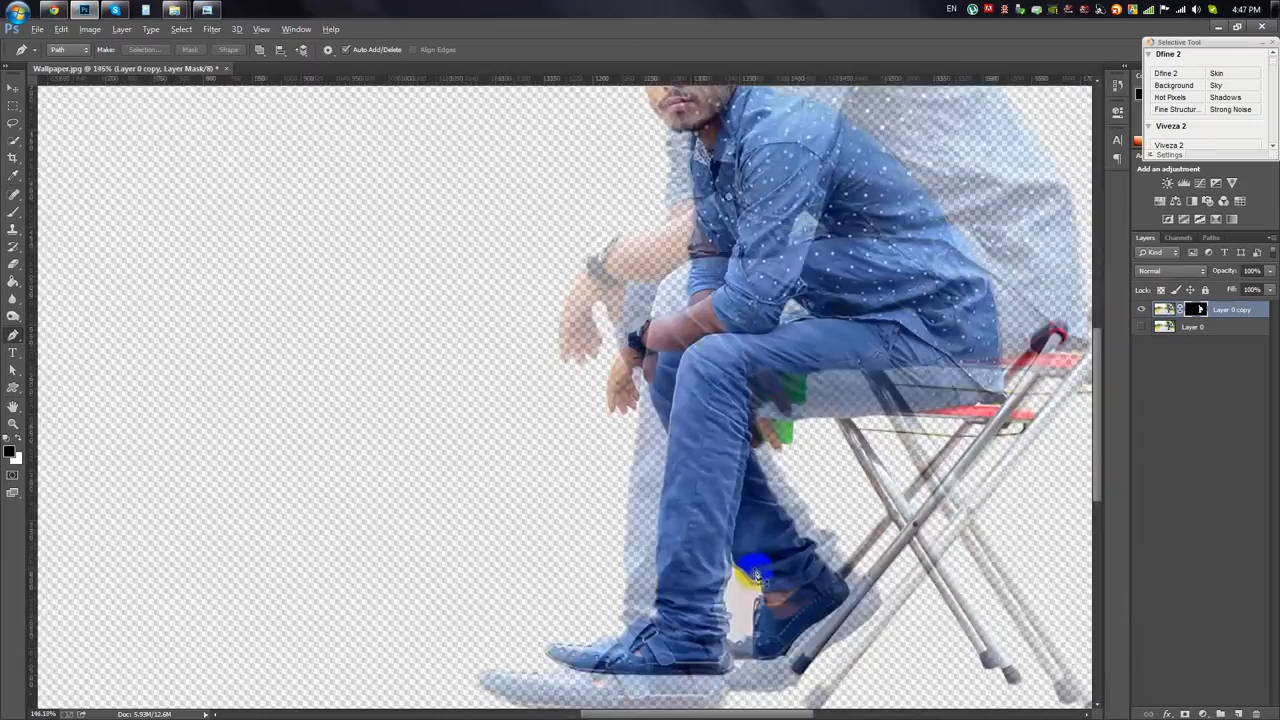 EN 4:47 PM
Ps File Edit Image Layer Type Select Filter 3D View Window Help
Path Make: Selection... Mask Shape Auto Add/Delete Align Edges
Wallpaper.jpg @ 146% (Layer 0 copy, Layer Mask/8) *
Selective Tool
Dfine 2
Dfine 2 Skin
Background Sky
Hot Pixels Shadows
Fine Structur... Strong Noise
Viveza 2
Viveza 2
Settings
Add an adjustment
Layers Channels Paths
Kind
Normal Opacity: 100%
Lock: Fill: 100%
Layer 0 copy
Layer 0
146.18% Doc: 5.93M/12.6M